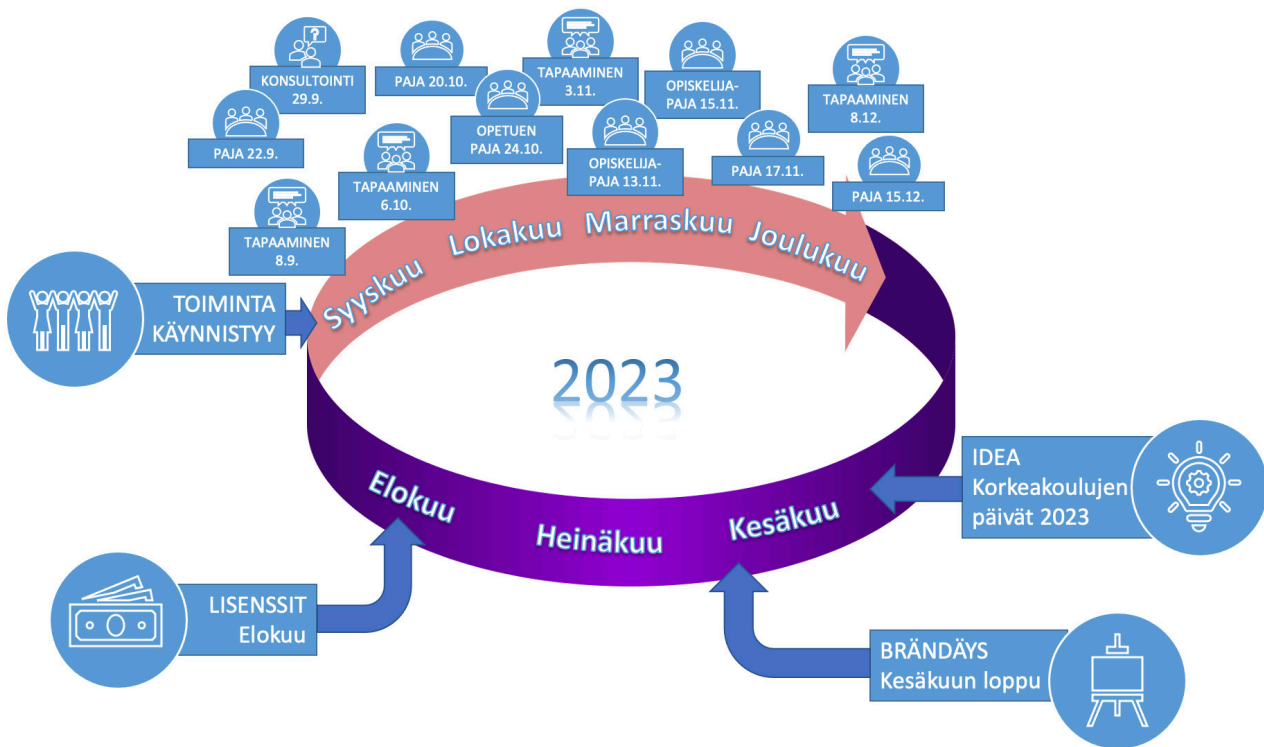 KONSULTOINTI
29.9.
PAJA 20.10.
TAPAAMINEN
3.11.
OPISKELIJA-
PAJA 15.11.
TAPAAMINEN
8.12.
PAJA 22.9.
OPETUEN
PAJA 24.10.
OPISKELIJA-
PAJA 13.11.
PAJA 17.11.
TAPAAMINEN
6.10.
PAJA 15.12.
TAPAAMINEN
8.9.
Syyskuu
Lokakuu
Marraskuu
Joulukuu
TOIMINTA
KÄYNNISTYY
2023
IDEA
Korkeakoulujen
päivät 2023
Elokuu
Heinäkuu
Kesäkuu
LISENSSIT
Elokuu
BRÄNDÄYS
Kesäkuun loppu